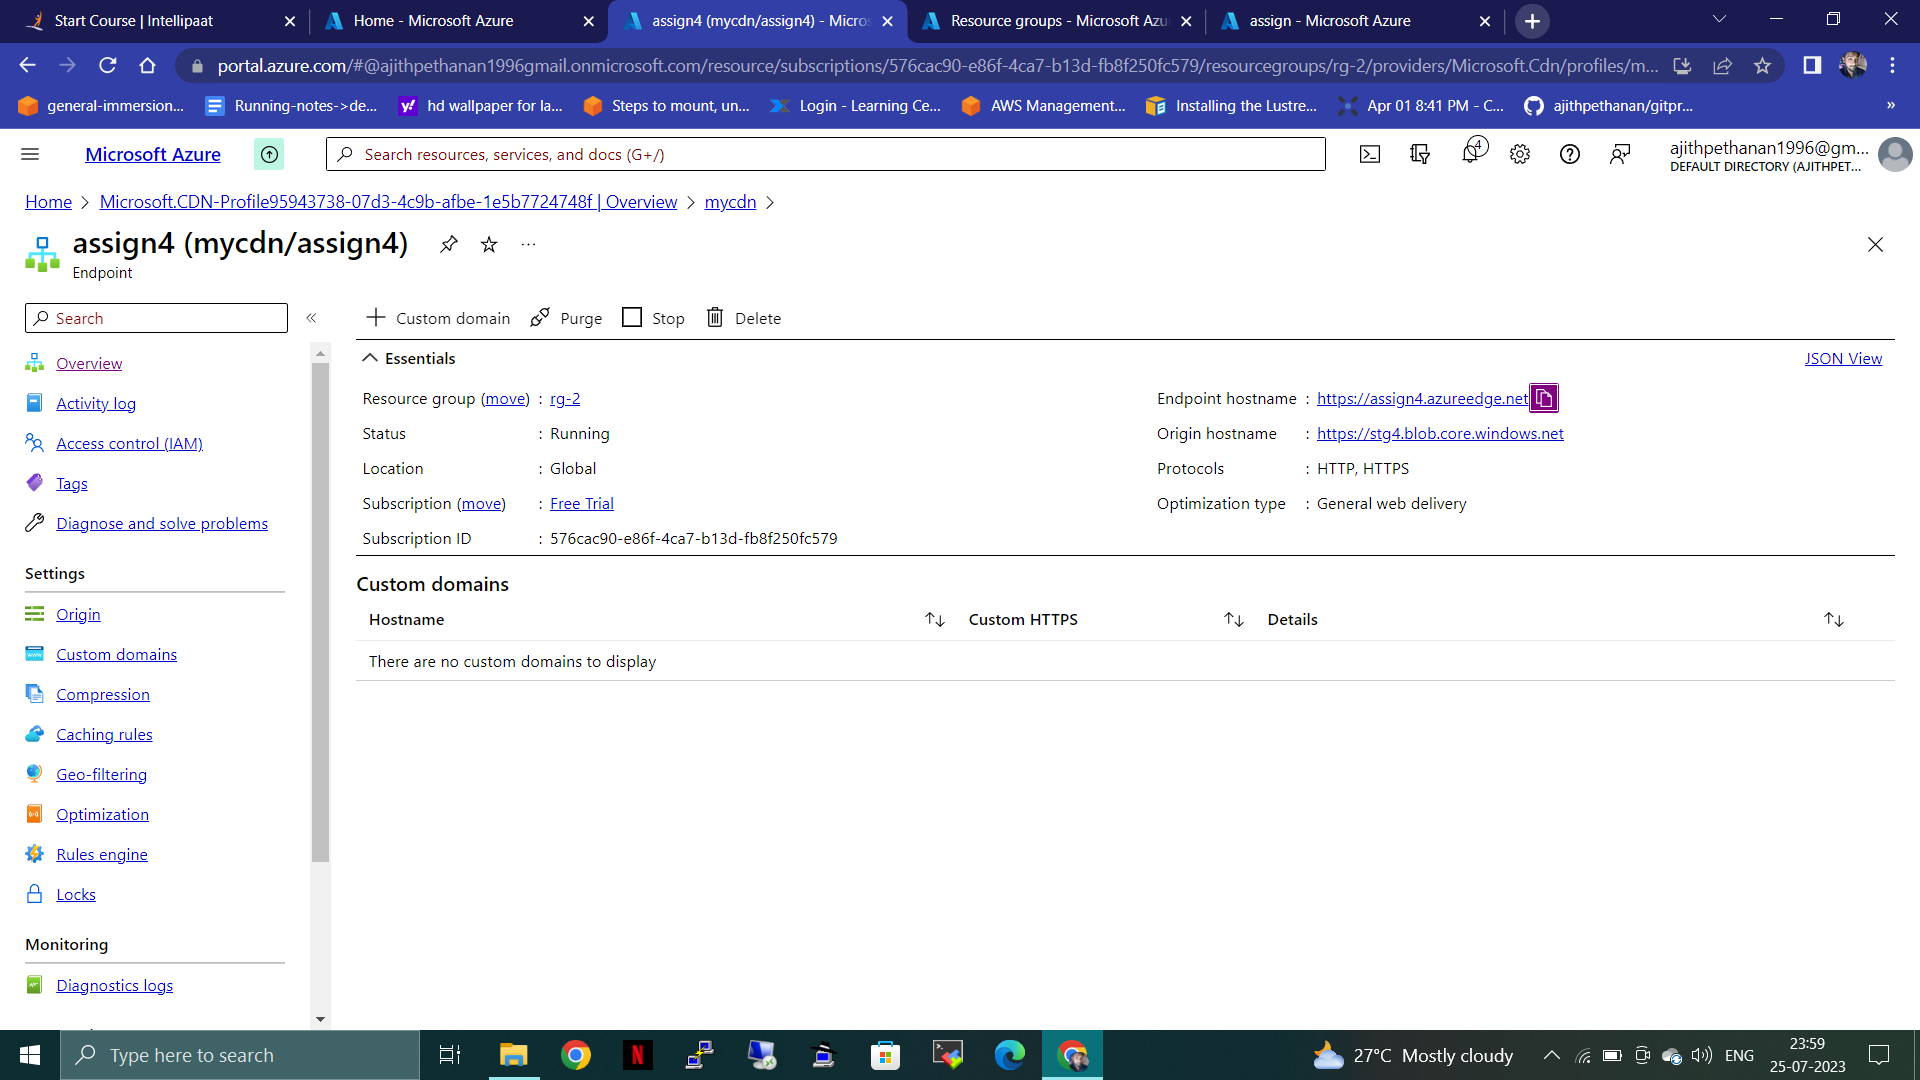 Start Course | Intellipaat
Home - Microsoft Azure
assign4 (mycdn/assign4) - Micros
Resource groups - Microsoft Azu
assign - Microsoft Azure
portal.azure.com/#@ajithpethanan1996gmail.onmicrosoft.com/resource/subscriptions/576cac90-e86f-4ca7-b13d-fb8f250fc579/resourcegroups/rg-2/providers/Microsoft.Cdn/profiles/m...
general-immersion...
Running-notes->de...
hd wallpaper for la...
Steps to mount, un...
Login - Learning Ce...
AWS Management...
Installing the Lustre...
Apr 01 8:41 PM - C...
ajithpethanan/gitpr...
»
Microsoft Azure
Search resources, services, and docs (G+/)
4
ajithpethanan1996@gm...
DEFAULT DIRECTORY (AJITHPET...
Home > Microsoft.CDN-Profile95943738-07d3-4c9b-afbe-1e5b7724748f | Overview > mycdn >
assign4 (mycdn/assign4)
...
Endpoint
Search
«
Overview
Activity log
Access control (IAM)
Tags
Diagnose and solve problems
Settings
Origin
Custom domains
Compression
Caching rules
Geo-filtering
Optimization
Rules engine
Locks
Monitoring
Diagnostics logs
Custom domain
Purge
Stop
Delete
Essentials
JSON View
Resource group (move) : rg-2
Status : Running
Location : Global
Subscription (move) : Free Trial
Subscription ID : 576cac90-e86f-4ca7-b13d-fb8f250fc579
Endpoint hostname : https://assign4.azureedge.net
Origin hostname : https://stg4.blob.core.windows.net
Protocols : HTTP, HTTPS
Optimization type : General web delivery
Custom domains
Hostname
Custom HTTPS
Details
There are no custom domains to display
Type here to search
27°C Mostly cloudy
ENG
23:59
25-07-2023